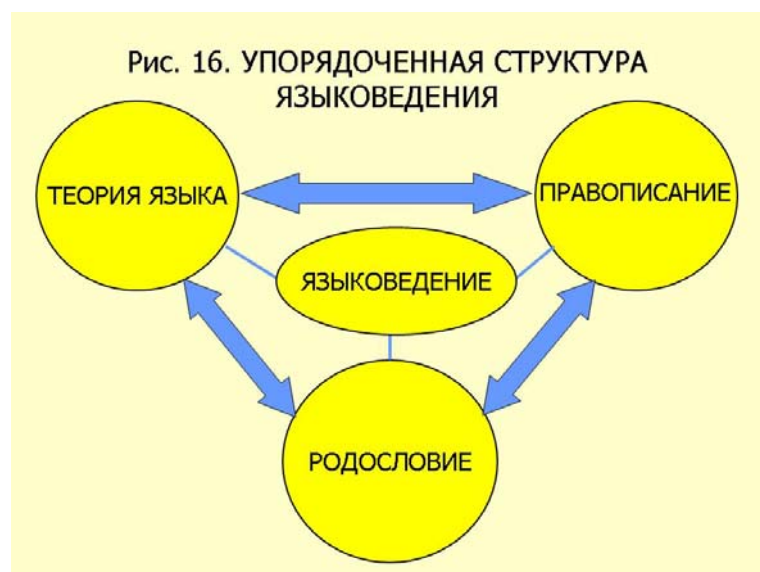 Рис. 16. УПОРЯДОЧЕННАЯ СТРУКТУРА
ЯЗЫКОВЕДЕНИЯ
ТЕОРИЯ ЯЗЫКА
ПРАВОПИСАНИЕ
ЯЗЫКОВЕДЕНИЕ
РОДОСЛОВИЕ